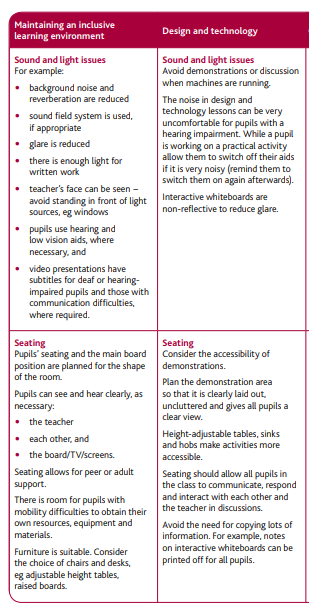 Maintaining an inclusive
learning environment
Design and technology
Sound and light issues
For example:
• background noise and
reverberation are reduced
• sound field system is used,
if appropriate
• glare is reduced
• there is enough light for
written work
• teacher's face can be seen –
avoid standing in front of light
sources, eg windows
• pupils use hearing and
low vision aids, where
necessary, and
• video presentations have
subtitles for deaf or hearing-
impaired pupils and those with
communication difficulties,
where required.
Sound and light issues
Avoid demonstrations or discussion
when machines are running.
The noise in design and
technology lessons can be very
uncomfortable for pupils with a
hearing impairment. While a pupil
is working on a practical activity
allow them to switch off their aids
if it is very noisy (remind them to
switch them on again afterwards).
Interactive whiteboards are
non-reflective to reduce glare.
Seating
Pupils' seating and the main board
position are planned for the shape
of the room.
Pupils can see and hear clearly, as
necessary:
• the teacher
• each other, and
• the board/TV/screens.
Seating allows for peer or adult
support.
There is room for pupils with
mobility difficulties to obtain their
own resources, equipment and
materials.
Furniture is suitable. Consider
the choice of chairs and desks,
eg adjustable height tables,
raised boards.
Seating
Consider the accessibility of
demonstrations.
Plan the demonstration area
so that it is clearly laid out,
uncluttered and gives all pupils a
clear view.
Height-adjustable tables, sinks
and hobs make activities more
accessible.
Seating should allow all pupils in
the class to communicate, respond
and interact with each other and
the teacher in discussions.
Avoid the need for copying lots of
information. For example, notes
on interactive whiteboards can be
printed off for all pupils.